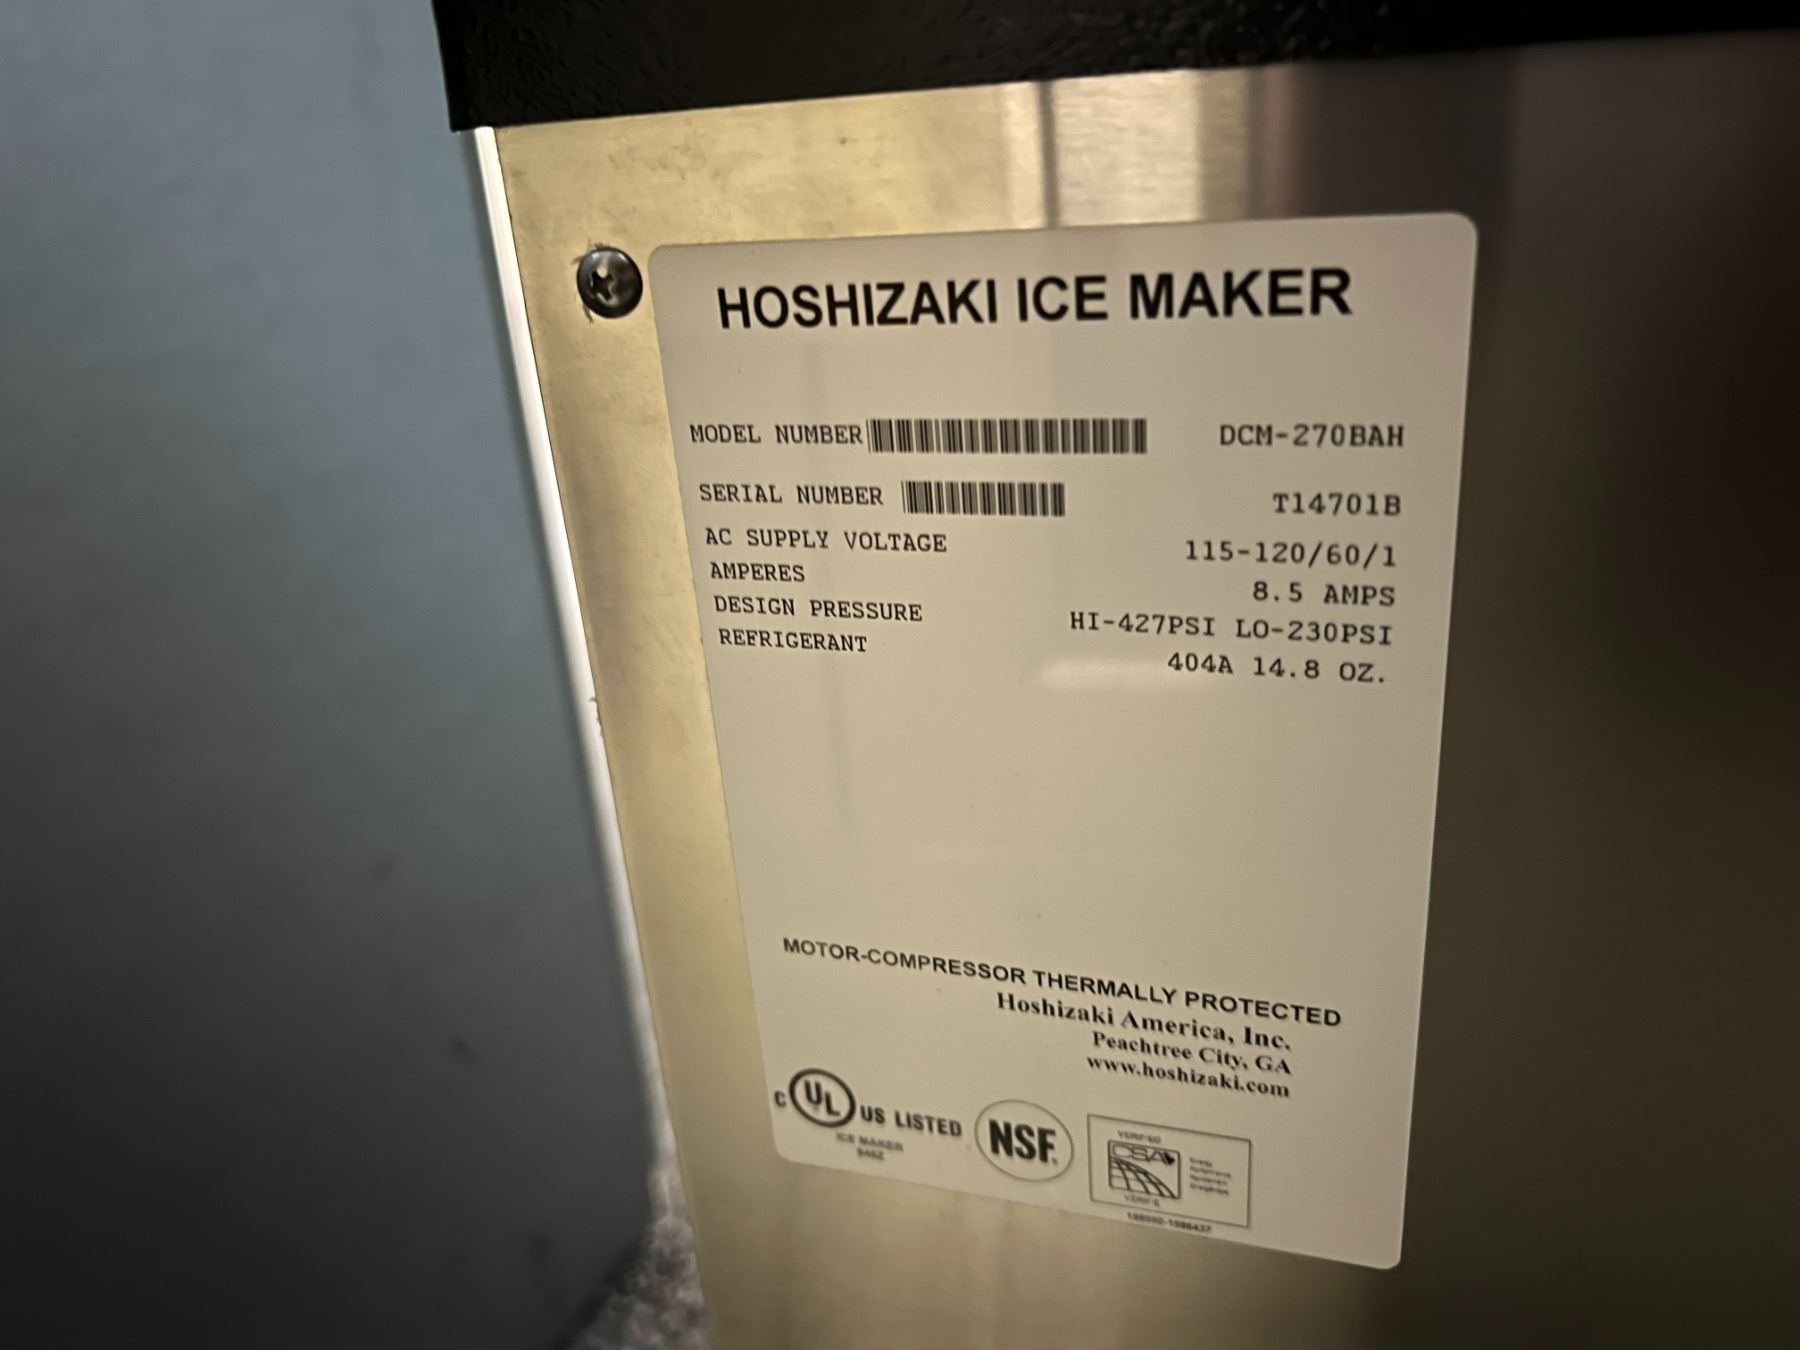 HOSHIZAKI ICE MAKER
MODEL NUMBER DCM-270BAH
SERIAL NUMBER T14701B
AC SUPPLY VOLTAGE 115-120/60/1
AMPERES 8.5 AMPS
DESIGN PRESSURE HI-427PSI LO-230PSI
REFRIGERANT 404A 14.8 OZ.
MOTOR-COMPRESSOR THERMALLY PROTECTED
Hoshizaki America, Inc.
Peachtree City, GA
www.hoshizaki.com
C UL US LISTED
ICE MAKER
NSF.
VERIFIED
CSA